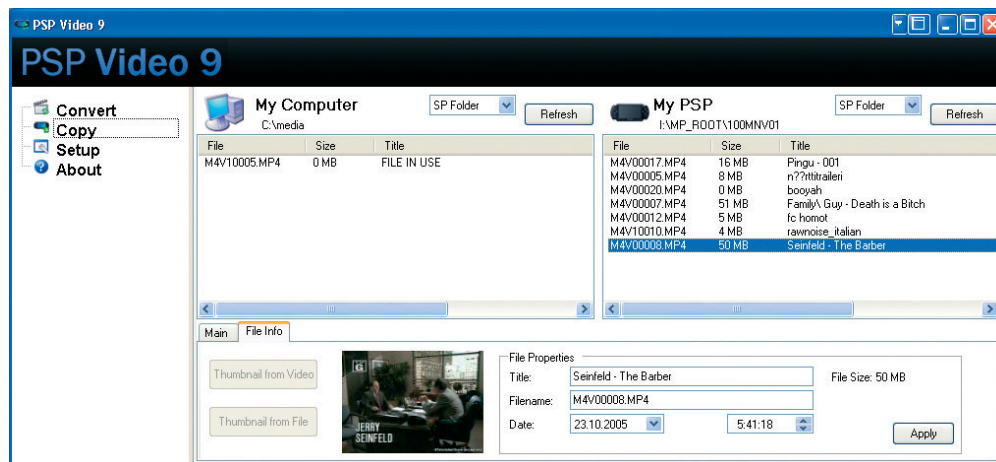 PSP Video 9
PSP Video 9
Convert
Copy
Setup
About
My Computer
C:\media
SP Folder
Refresh
File Size Title
M4V10005.MP4 0 MB FILE IN USE
My PSP
I:\MP_ROOT\100MNV01
SP Folder
Refresh
File Size Title
M4V00017.MP4 16 MB Pingu - 001
M4V00005.MP4 8 MB n??rttitraileri
M4V00020.MP4 0 MB booyah
M4V00007.MP4 51 MB Family\ Guy - Death is a Bitch
M4V00012.MP4 5 MB fc homot
M4V10010.MP4 4 MB rawnoise_italian
M4V00008.MP4 50 MB Seinfeld - The Barber
Main File Info
Thumbnail from Video
Thumbnail from File
G
JERRY
SEINFELD
File Properties
Title: Seinfeld - The Barber
File Size: 50 MB
Filename: M4V00008.MP4
Date: 23.10.2005 5:41:18
Apply